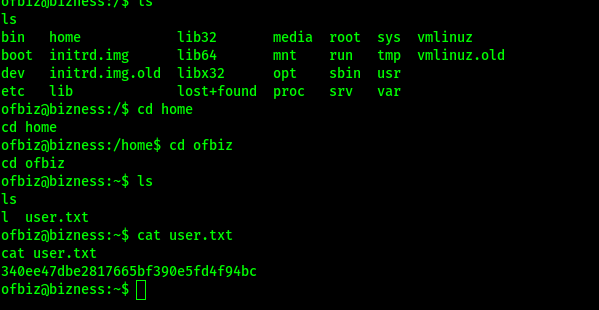 ofbiz@bizness:/$ ls
ls
bin   home            lib32       media  root  sys  vmlinuz
boot  initrd.img      lib64       mnt    run   tmp  vmlinuz.old
dev   initrd.img.old  libx32      opt    sbin  usr
etc   lib             lost+found  proc   srv   var
ofbiz@bizness:/$ cd home
cd home
ofbiz@bizness:/home$ cd ofbiz
cd ofbiz
ofbiz@bizness:~$ ls
ls
l  user.txt
ofbiz@bizness:~$ cat user.txt
cat user.txt
340ee47dbe2817665bf390e5fd4f94bc
ofbiz@bizness:~$